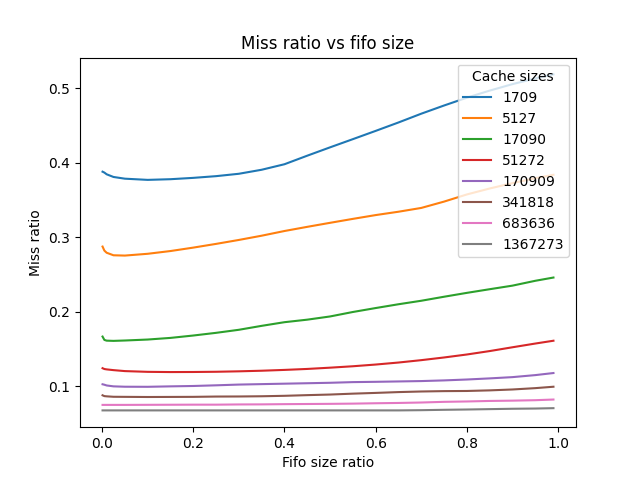 Miss ratio vs fifo size
Cache sizes
1709
5127
17090
51272
170909
341818
683636
1367273
0.5
0.4
0.3
0.2
0.1
Miss ratio
0.0 0.2 0.4 0.6 0.8 1.0
Fifo size ratio